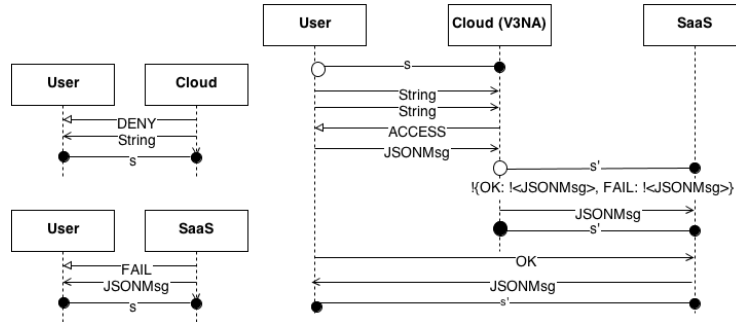 User
Cloud
DENY
String
s
User
SaaS
FAIL
JSONMsg
s
User
Cloud (V3NA)
SaaS
s
String
String
ACCESS
JSONMsg
s'
!{OK: !<JSONMsg>, FAIL: !<JSONMsg>}
JSONMsg
s'
OK
JSONMsg
s'